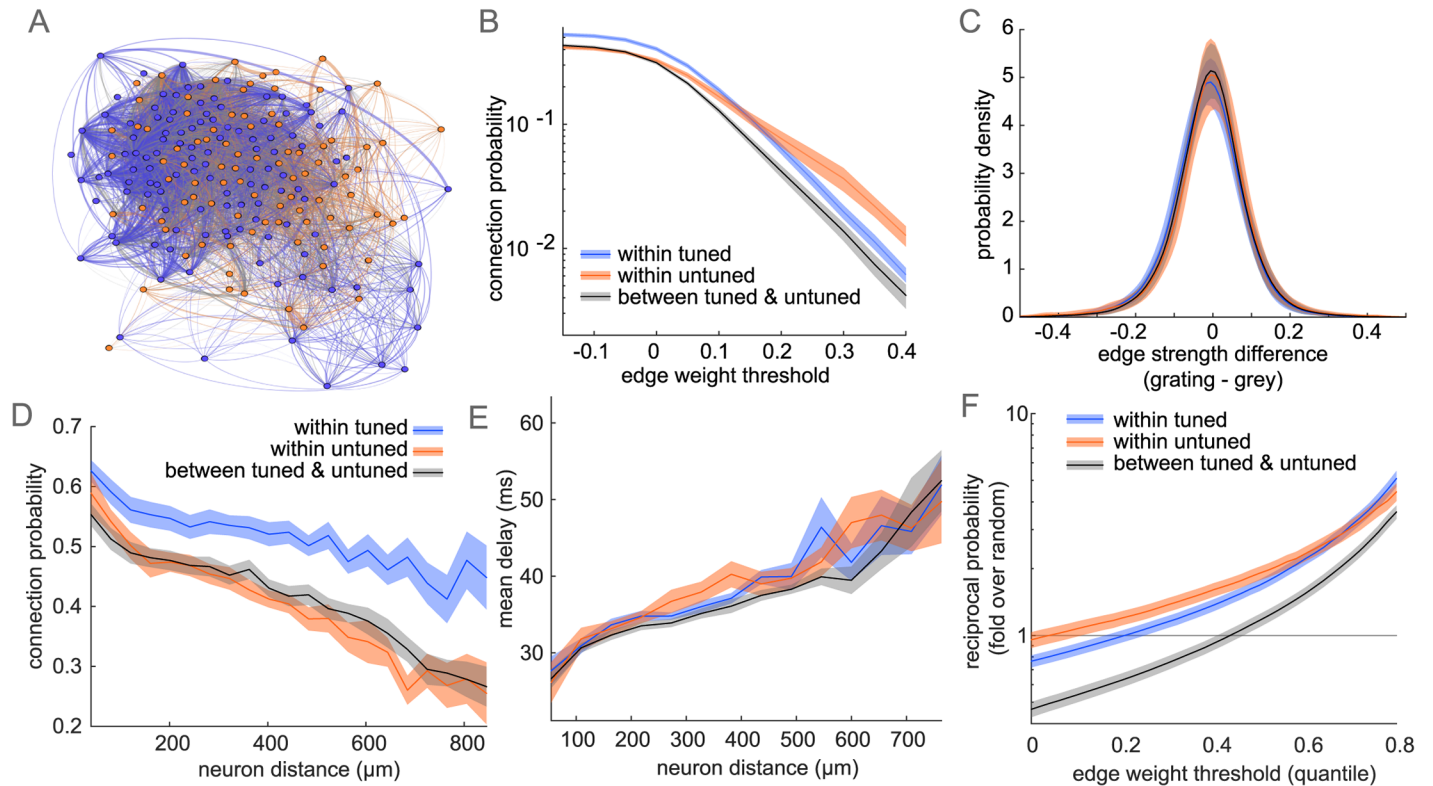 A
B
connection probability
10⁻¹
10⁻²
within tuned
within untuned
between tuned & untuned
-0.1 0 0.1 0.2 0.3 0.4
edge weight threshold
C
probability density
6
5
4
3
2
1
0
-0.4 -0.2 0 0.2 0.4
edge strength difference
(grating - grey)
D
connection probability
0.7
0.6
0.5
0.4
0.3
0.2
within tuned
within untuned
between tuned & untuned
200 400 600 800
neuron distance (µm)
E
mean delay (ms)
60
50
40
30
100 200 300 400 500 600 700
neuron distance (µm)
F
reciprocal probability
(fold over random)
10
1
within tuned
within untuned
between tuned & untuned
0 0.2 0.4 0.6 0.8
edge weight threshold (quantile)